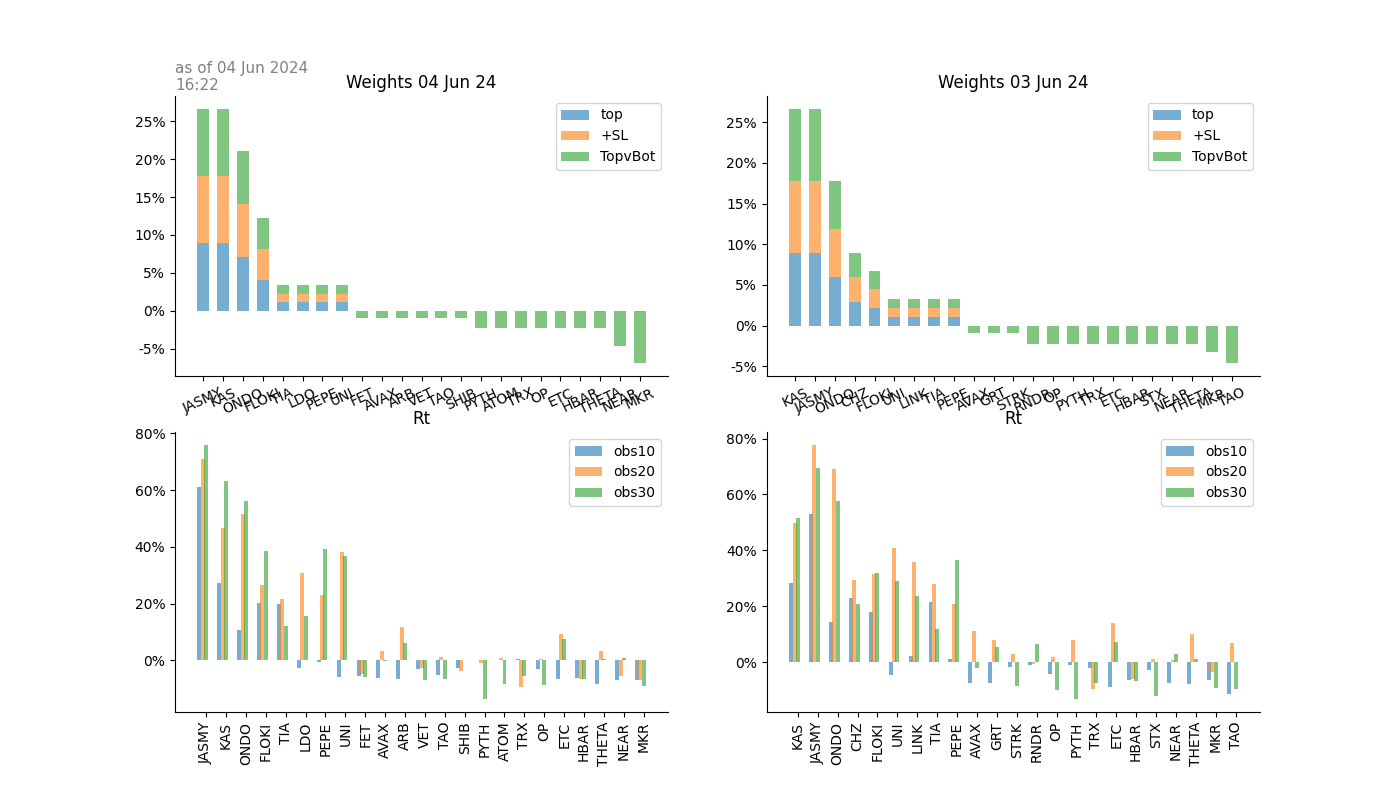 as of 04 Jun 2024
16:22
Weights 04 Jun 24
25%
20%
15%
10%
5%
0%
-5%
top
+SL
TopvBot
JASMY KAS ONDO FLOKI TIA LDO PEPE UNI FET AVAX ARB VET TAO SHIB PYTH ATOM TRX OP ETC HBAR THETA NEAR MKR
Weights 03 Jun 24
25%
20%
15%
10%
5%
0%
-5%
top
+SL
TopvBot
KAS JASMY ONDO CHZ FLOKI UNI LINK TIA PEPE AVAX GRT STRK RNDR OP PYTH TRX ETC HBAR STX NEAR THETA MKR TAO
Rt
80%
60%
40%
20%
0%
obs10
obs20
obs30
JASMY KAS ONDO FLOKI TIA LDO PEPE UNI FET AVAX ARB VET TAO SHIB PYTH ATOM TRX OP ETC HBAR THETA NEAR MKR
Rt
80%
60%
40%
20%
0%
obs10
obs20
obs30
KAS JASMY ONDO CHZ FLOKI UNI LINK TIA PEPE AVAX GRT STRK RNDR OP PYTH TRX ETC HBAR STX NEAR THETA MKR TAO